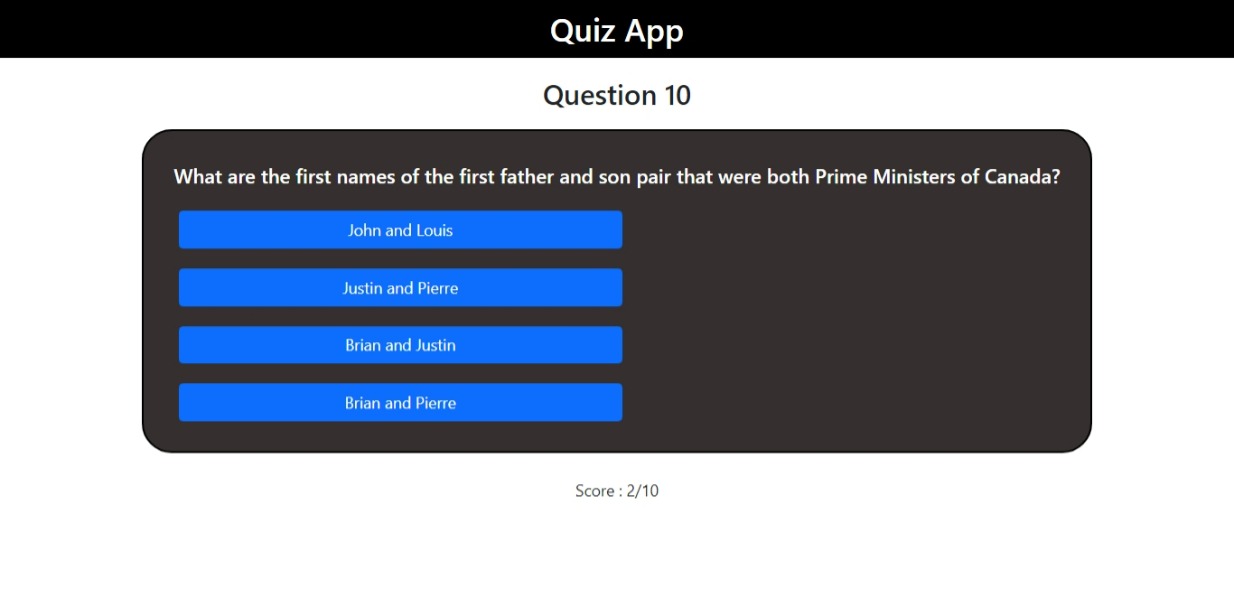 Quiz App
Question 10
What are the first names of the first father and son pair that were both Prime Ministers of Canada?
John and Louis
Justin and Pierre
Brian and Justin
Brian and Pierre
Score : 2/10